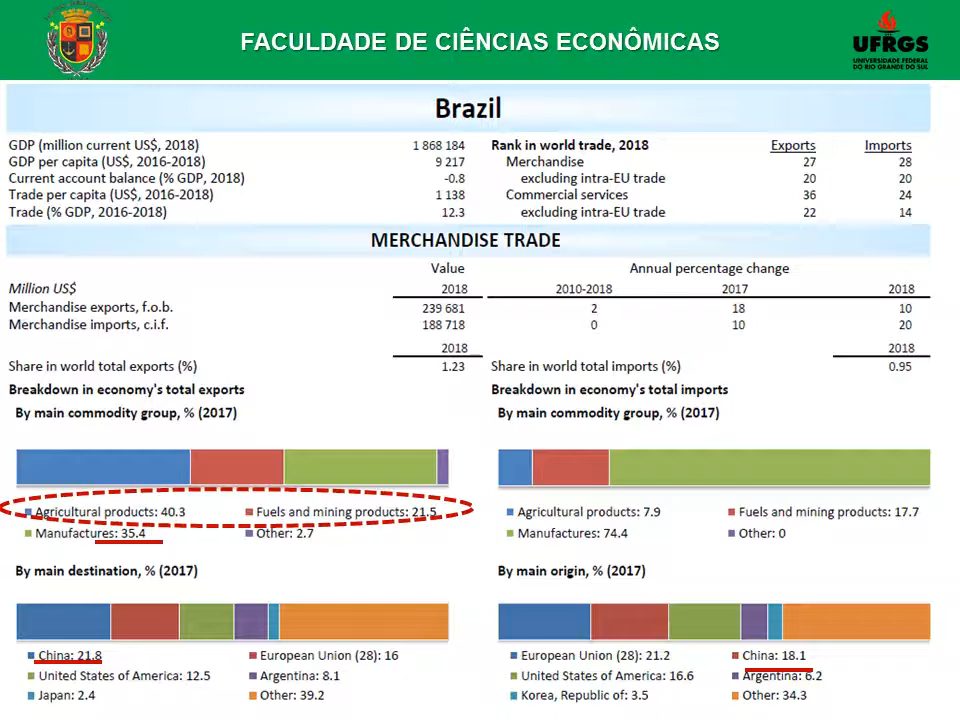 FACULDADE DE CIÊNCIAS ECONÔMICAS
UFRGS
UNIVERSIDADE FEDERAL
DO RIO GRANDE DO SUL
Brazil
GDP (million current US$, 2018) 1 868 184
GDP per capita (US$, 2016-2018) 9 217
Current account balance (% GDP, 2018) -0.8
Trade per capita (US$, 2016-2018) 1 138
Trade (% GDP, 2016-2018) 12.3
Rank in world trade, 2018 Exports Imports
Merchandise 27 28
excluding intra-EU trade 20 20
Commercial services 36 24
excluding intra-EU trade 22 14
MERCHANDISE TRADE
Value Annual percentage change
Million US$ 2018 2010-2018 2017 2018
Merchandise exports, f.o.b. 239 681 2 18 10
Merchandise imports, c.i.f. 188 718 0 10 20
2018 2018
Share in world total exports (%) 1.23 Share in world total imports (%) 0.95
Breakdown in economy's total exports
By main commodity group, % (2017)
Agricultural products: 40.3 Fuels and mining products: 21.5
Manufactures: 35.4 Other: 2.7
By main destination, % (2017)
China: 21.8 European Union (28): 16
United States of America: 12.5 Argentina: 8.1
Japan: 2.4 Other: 39.2
Breakdown in economy's total imports
By main commodity group, % (2017)
Agricultural products: 7.9 Fuels and mining products: 17.7
Manufactures: 74.4 Other: 0
By main origin, % (2017)
European Union (28): 21.2 China: 18.1
United States of America: 16.6 Argentina: 6.2
Korea, Republic of: 3.5 Other: 34.3